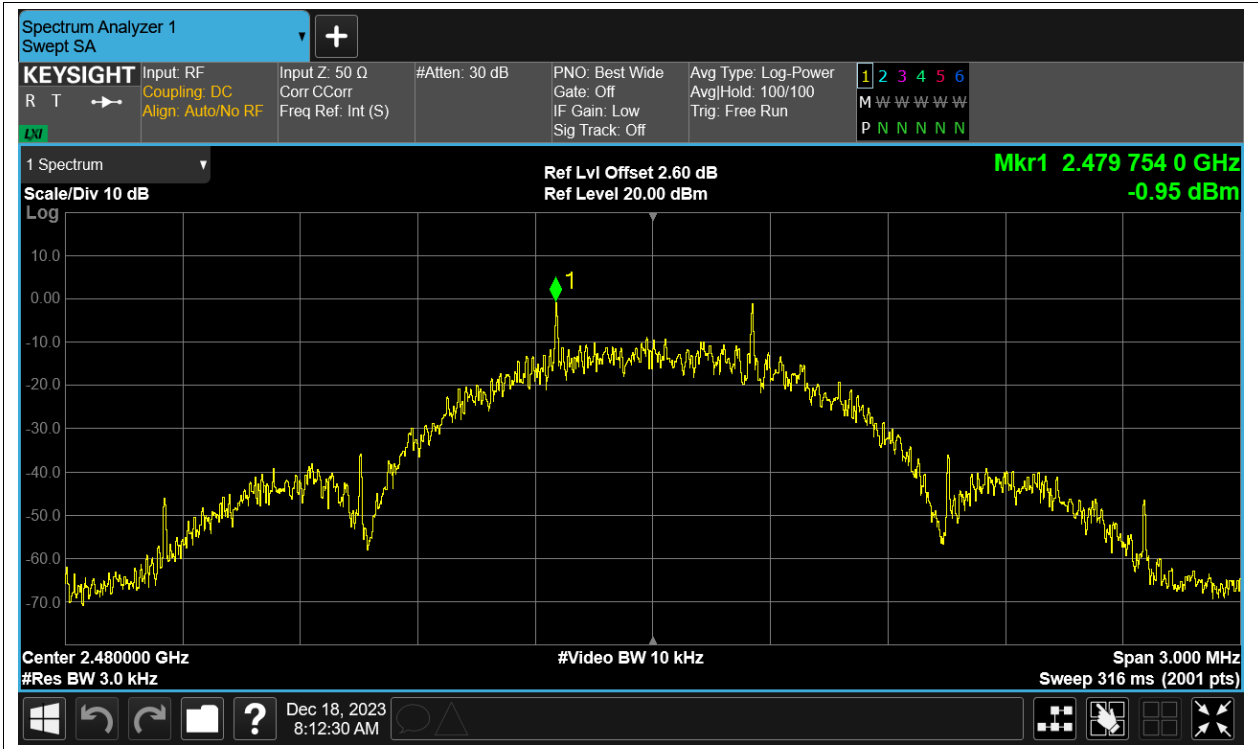 Spectrum Analyzer 1
Swept SA
+
KEYSIGHT
R T
LXI
Input: RF
Coupling: DC
Align: Auto/No RF
Input Z: 50 Ω
Corr CCorr
Freq Ref: Int (S)
#Atten: 30 dB
PNO: Best Wide
Gate: Off
IF Gain: Low
Sig Track: Off
Avg Type: Log-Power
Avg|Hold: 100/100
Trig: Free Run
1 2 3 4 5 6
M W W W W W
P N N N N N
1 Spectrum
Scale/Div 10 dB
Ref Lvl Offset 2.60 dB
Ref Level 20.00 dBm
Mkr1 2.479 754 0 GHz
-0.95 dBm
Log
10.0
0.00
-10.0
-20.0
-30.0
-40.0
-50.0
-60.0
-70.0
1
Center 2.480000 GHz
#Res BW 3.0 kHz
#Video BW 10 kHz
Span 3.000 MHz
Sweep 316 ms (2001 pts)
?
Dec 18, 2023
8:12:30 AM